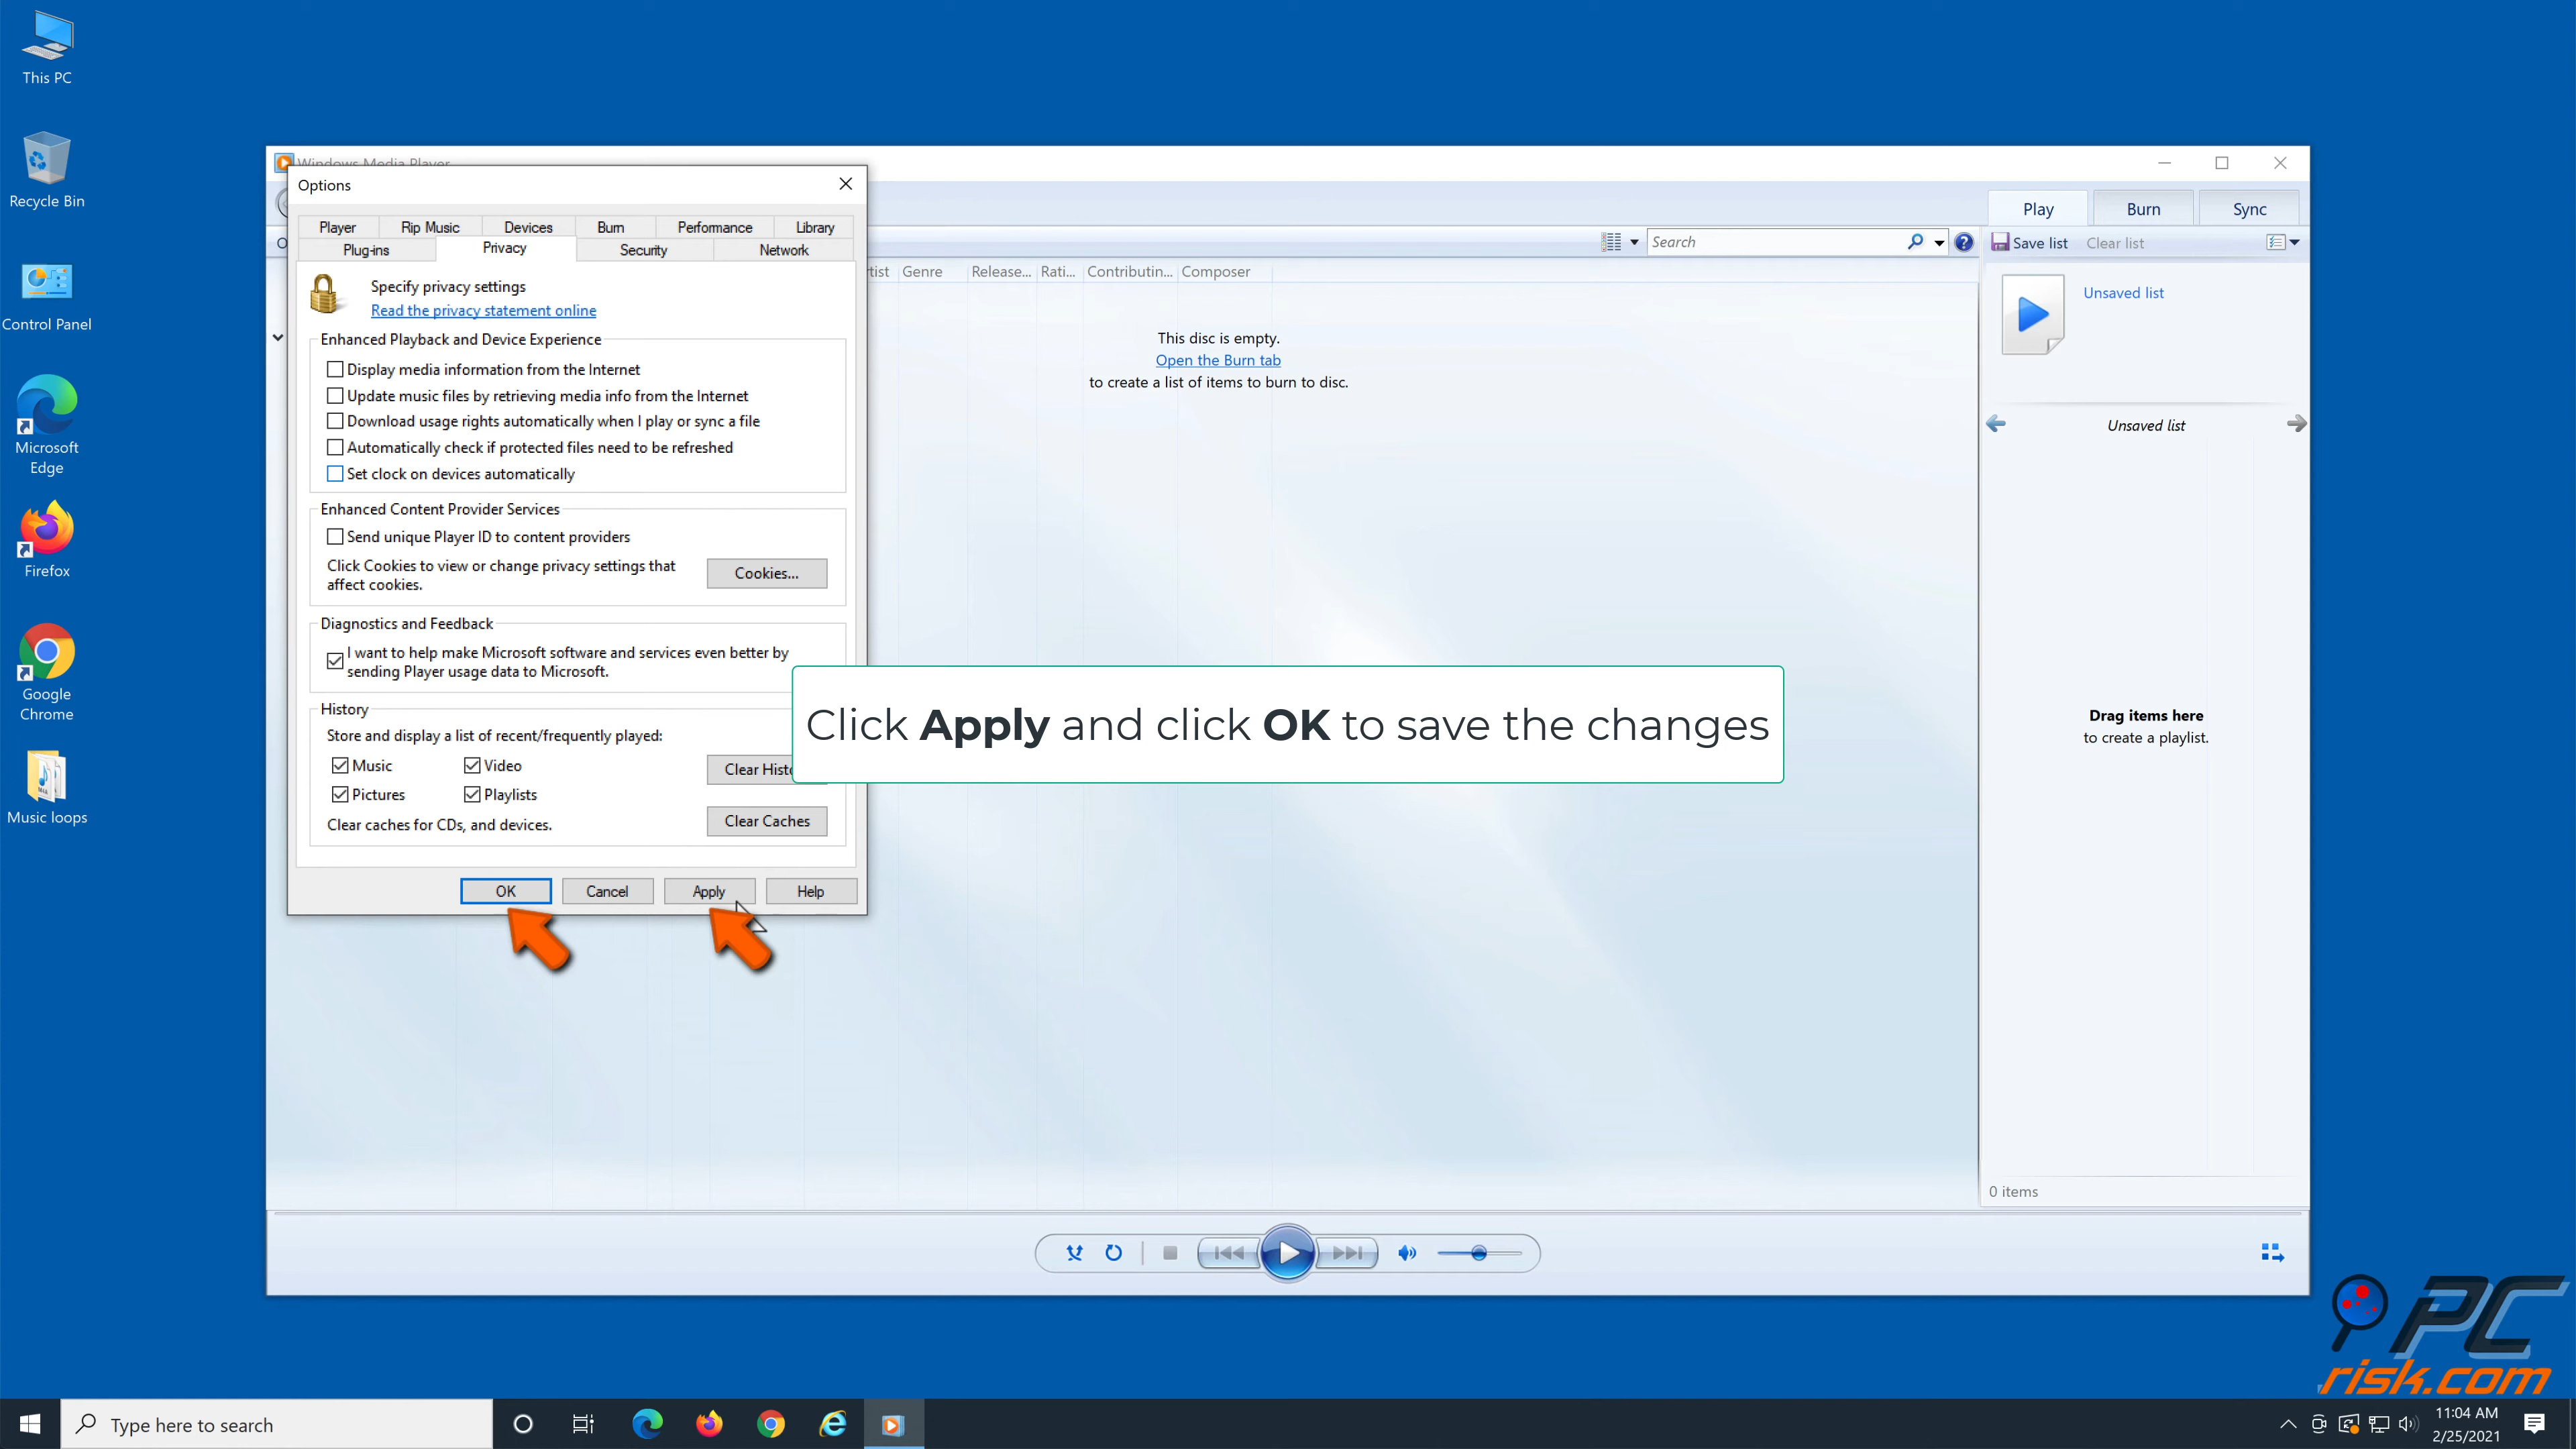 This PC
Recycle Bin
Control Panel
Microsoft
Edge
Firefox
Google
Chrome
Music loops
Windows Media Player
Options
Player
Rip Music
Devices
Burn
Performance
Library
Plug-ins
Privacy
Security
Network
Specify privacy settings
Read the privacy statement online
Enhanced Playback and Device Experience
Display media information from the Internet
Update music files by retrieving media info from the Internet
Download usage rights automatically when I play or sync a file
Automatically check if protected files need to be refreshed
Set clock on devices automatically
Enhanced Content Provider Services
Send unique Player ID to content providers
Click Cookies to view or change privacy settings that
affect cookies.
Cookies...
Diagnostics and Feedback
I want to help make Microsoft software and services even better by
sending Player usage data to Microsoft.
History
Store and display a list of recent/frequently played:
Music
Video
Clear Histo
Pictures
Playlists
Clear caches for CDs, and devices.
Clear Caches
OK
Cancel
Apply
Help
Click Apply and click OK to save the changes
Search
tist
Genre
Release...
Rati...
Contributin...
Composer
This disc is empty.
Open the Burn tab
to create a list of items to burn to disc.
Play
Burn
Sync
Save list
Clear list
Unsaved list
Unsaved list
Drag items here
to create a playlist.
0 items
PC
risk.com
Type here to search
11:04 AM
2/25/2021